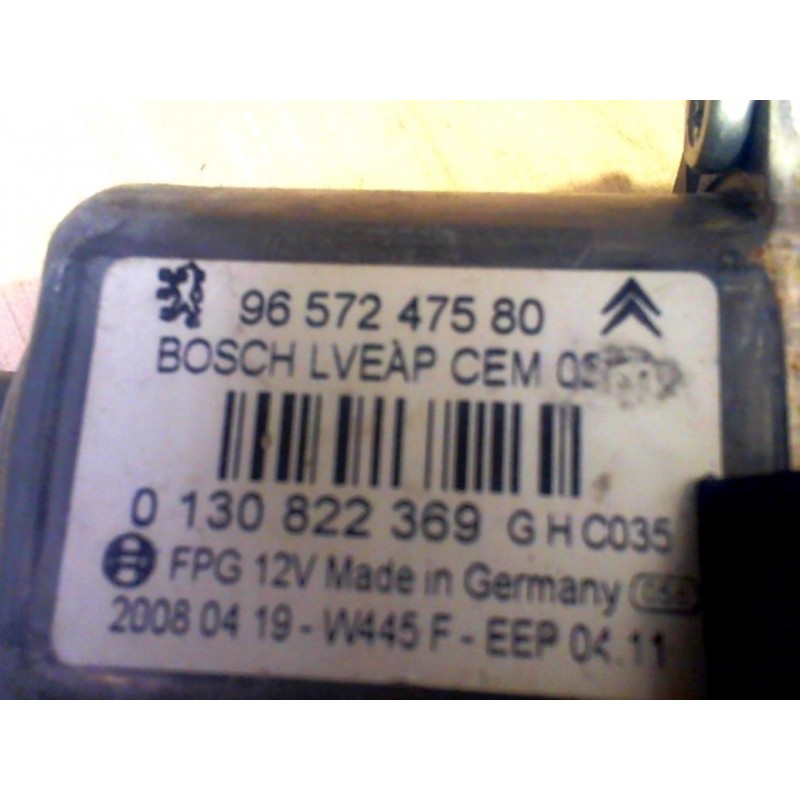 96 572 475 80
BOSCH LVEÀP CEM
0 130 822 369 G H C035
FPG 12V Made in Germany
2008 04 19 - W445 F - EEP 04.11